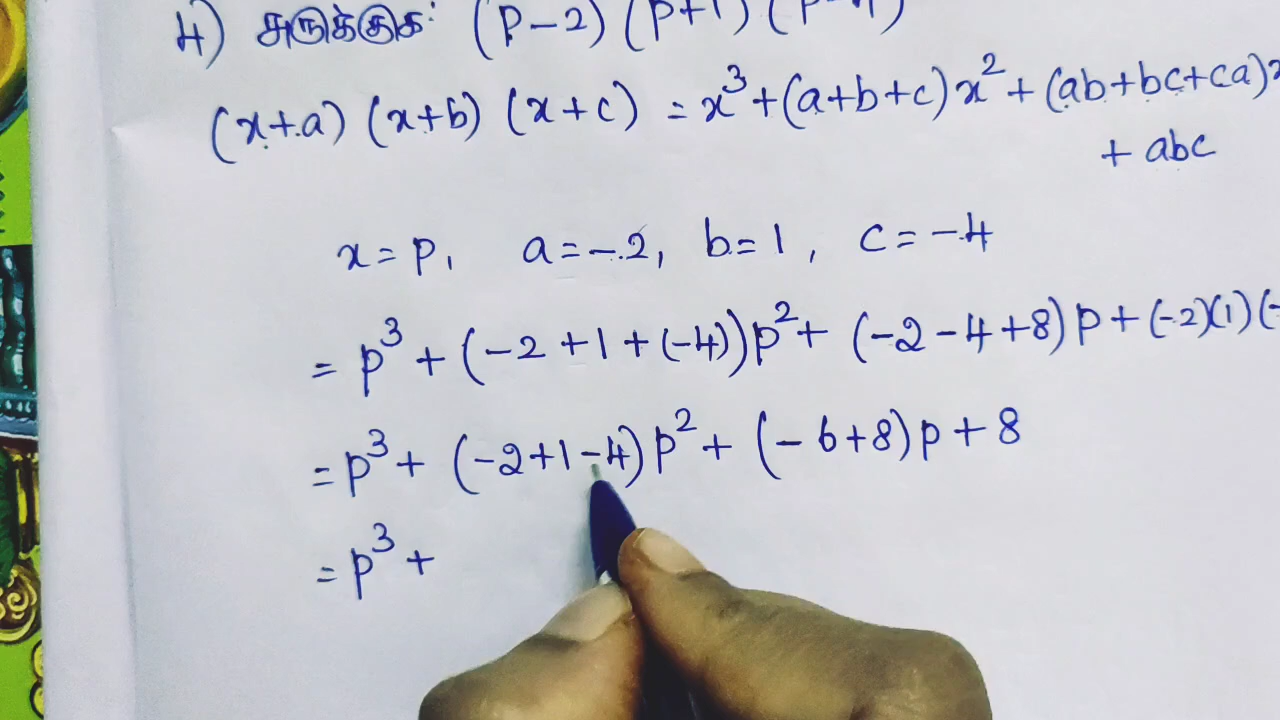 4) சுருக்குக: (p-2) (p+1) (p-4)
(x+a) (x+b) (x+c) = x³+(a+b+c)x² + (ab+bc+ca)x
+ abc
x = p, a = -2, b = 1, c = -4
= p³ + (-2 +1 + (-4))p² + (-2 -4 +8) p + (-2)(1)(-
= p³ + (-2+1-4)p² + (-6+8)p + 8
= p³ +